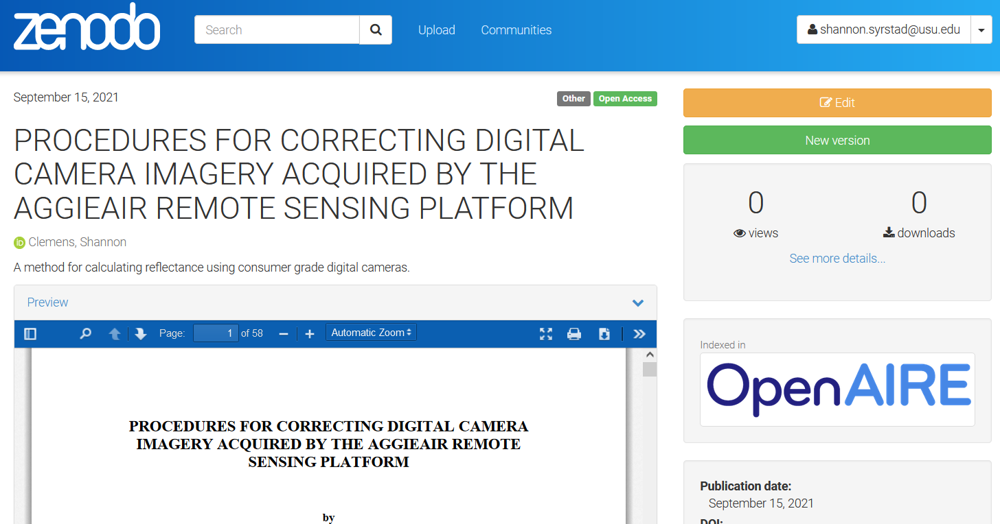 zenodo
Search
Upload
Communities
shannon.syrstad@usu.edu
September 15, 2021
Other
Open Access
PROCEDURES FOR CORRECTING DIGITAL
CAMERA IMAGERY ACQUIRED BY THE
AGGIEAIR REMOTE SENSING PLATFORM
iD Clemens, Shannon
A method for calculating reflectance using consumer grade digital cameras.
Preview
Page: 1 of 58
Automatic Zoom
PROCEDURES FOR CORRECTING DIGITAL CAMERA
IMAGERY ACQUIRED BY THE AGGIEAIR REMOTE
SENSING PLATFORM
by
Edit
New version
0
views
0
downloads
See more details...
Indexed in
OpenAIRE
Publication date:
September 15, 2021
DOI: